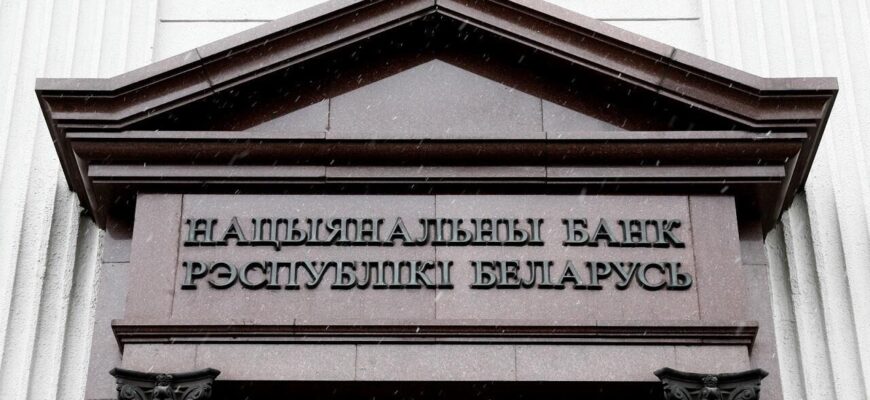 НАЦЫЯНАЛЬНЫ БАНК
РЭСПУБЛІКІ БЕЛАРУСЬ